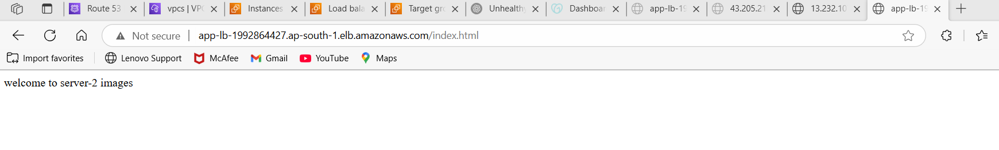 Route 53
vpcs | VP
Instances
Load bala
Target gr
Unhealthy
Dashboar
app-lb-19
43.205.21
13.232.10
app-lb-19
Not secure | app-lb-1992864427.ap-south-1.elb.amazonaws.com/index.html
Import favorites
Lenovo Support
McAfee
Gmail
YouTube
Maps
welcome to server-2 images